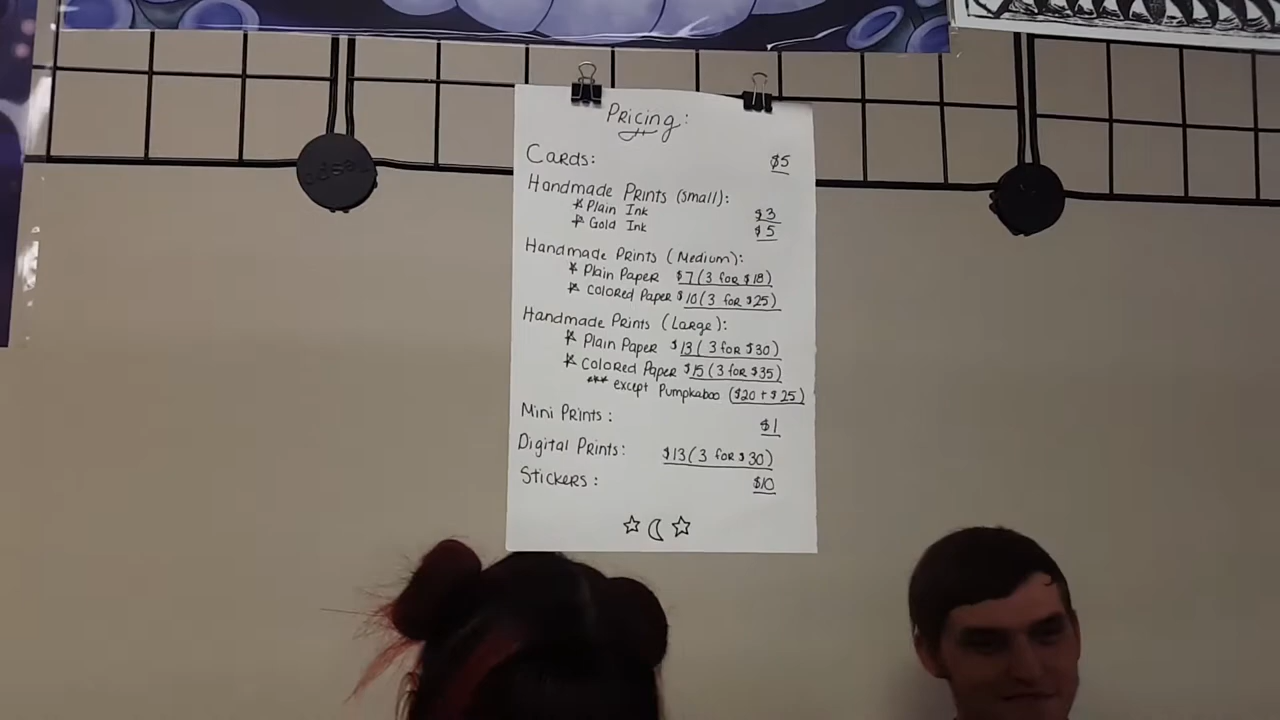 Pricing:
Cards: $5
Handmade Prints (Small):
* Plain Ink $3
* Gold Ink $5
Handmade Prints (Medium):
* Plain Paper $7 (3 for $18)
* Colored Paper $10 (3 for $25)
Handmade Prints (Large):
* Plain Paper $13 (3 for $30)
* Colored Paper $15 (3 for $35)
*** except Pumpkaboo ($20 + $25)
Mini Prints: $1
Digital Prints: $13 (3 for $30)
Stickers: $10